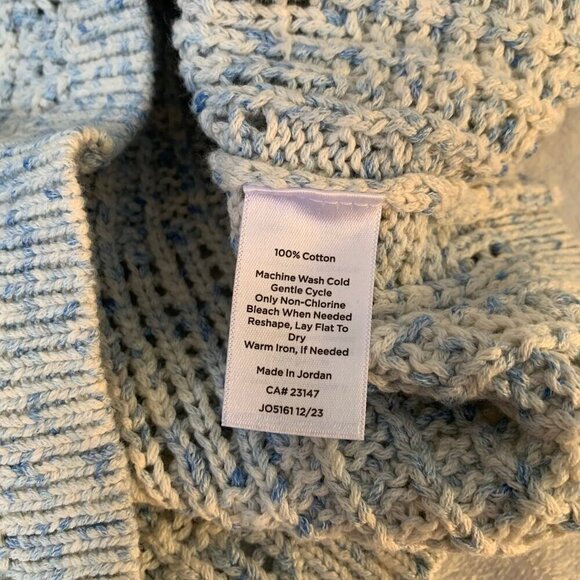 100% Cotton
Machine Wash Cold
Gentle Cycle
Only Non-Chlorine
Bleach When Needed
Reshape, Lay Flat To
Dry
Warm Iron, if Needed
Made In Jordan
CA# 23147
JO5161 12/23